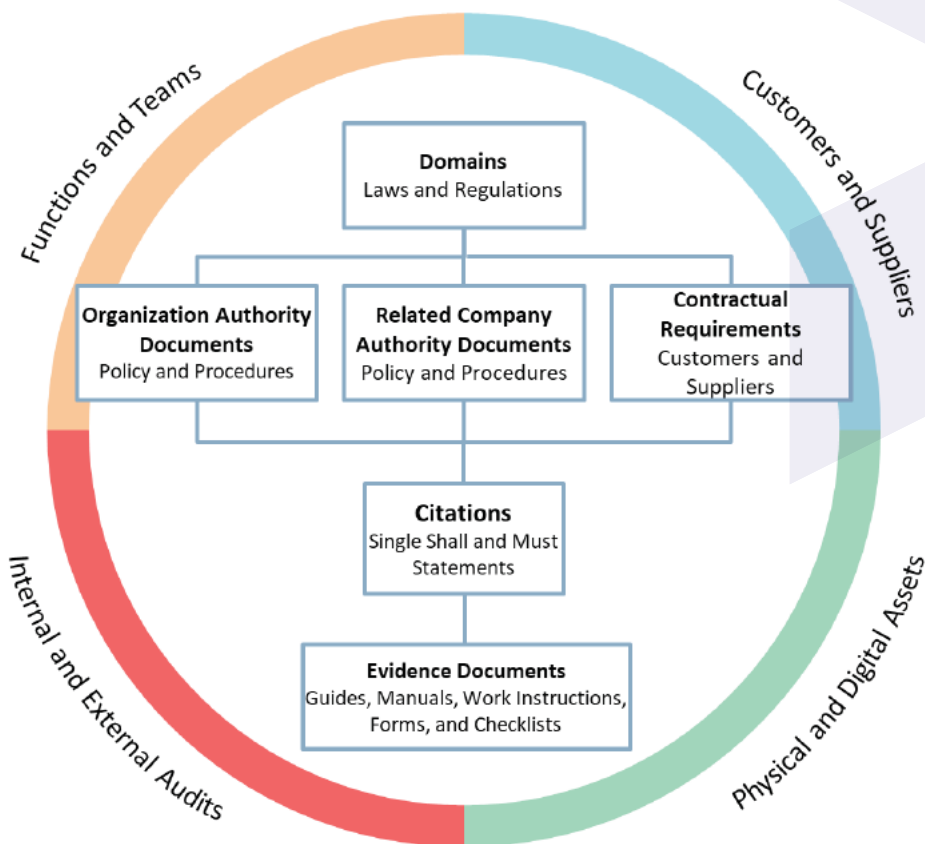 Functions and Teams
Customers and Suppliers
Domains
Laws and Regulations
Organization Authority
Documents
Policy and Procedures
Related Company
Authority Documents
Policy and Procedures
Contractual
Requirements
Customers and
Suppliers
Citations
Single Shall and Must
Statements
Evidence Documents
Guides, Manuals, Work Instructions,
Forms, and Checklists
Internal and External Audits
Physical and Digital Assets